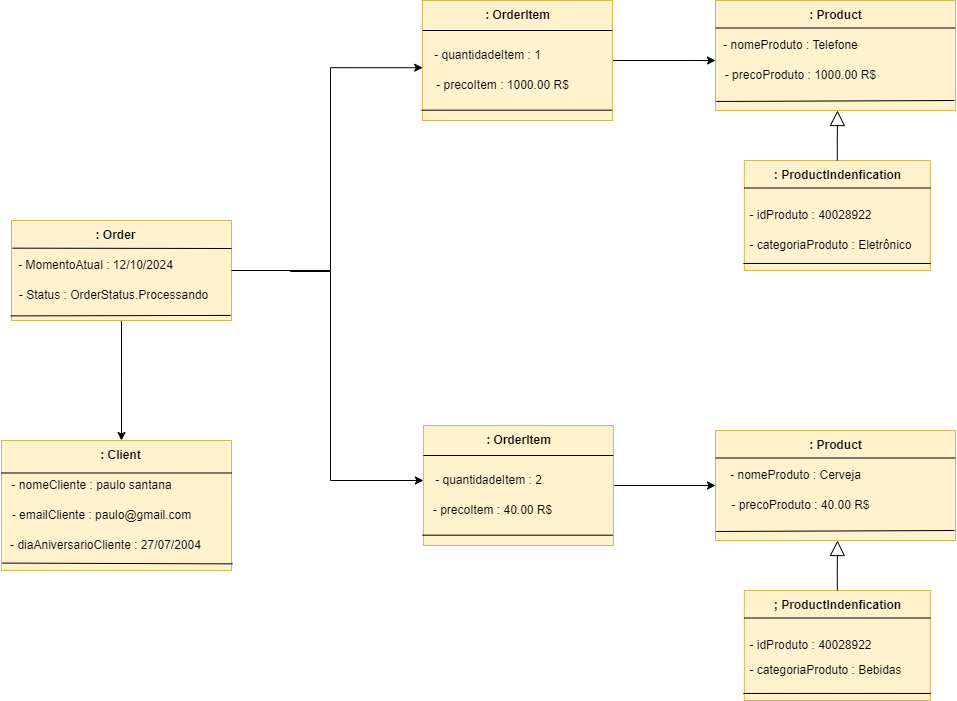 : OrderItem
- quantidadeItem : 1
- precoItem : 1000.00 R$
: Product
- nomeProduto : Telefone
- precoProduto : 1000.00 R$
: ProductIndenfication
- idProduto : 40028922
- categoriaProduto : Eletrônico
: Order
- MomentoAtual : 12/10/2024
- Status : OrderStatus.Processando
: Client
- nomeCliente : paulo santana
- emailCliente : paulo@gmail.com
- diaAniversarioCliente : 27/07/2004
: OrderItem
- quantidadeItem : 2
- precoItem : 40.00 R$
: Product
- nomeProduto : Cerveja
- precoProduto : 40.00 R$
; ProductIndenfication
- idProduto : 40028922
- categoriaProduto : Bebidas